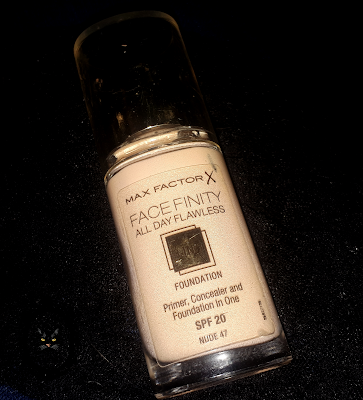 MAX FACTOR X
FACEFINITY
ALL DAY FLAWLESS
FOUNDATION
Primer, Concealer and
Foundation In One
SPF 20
NUDE 47